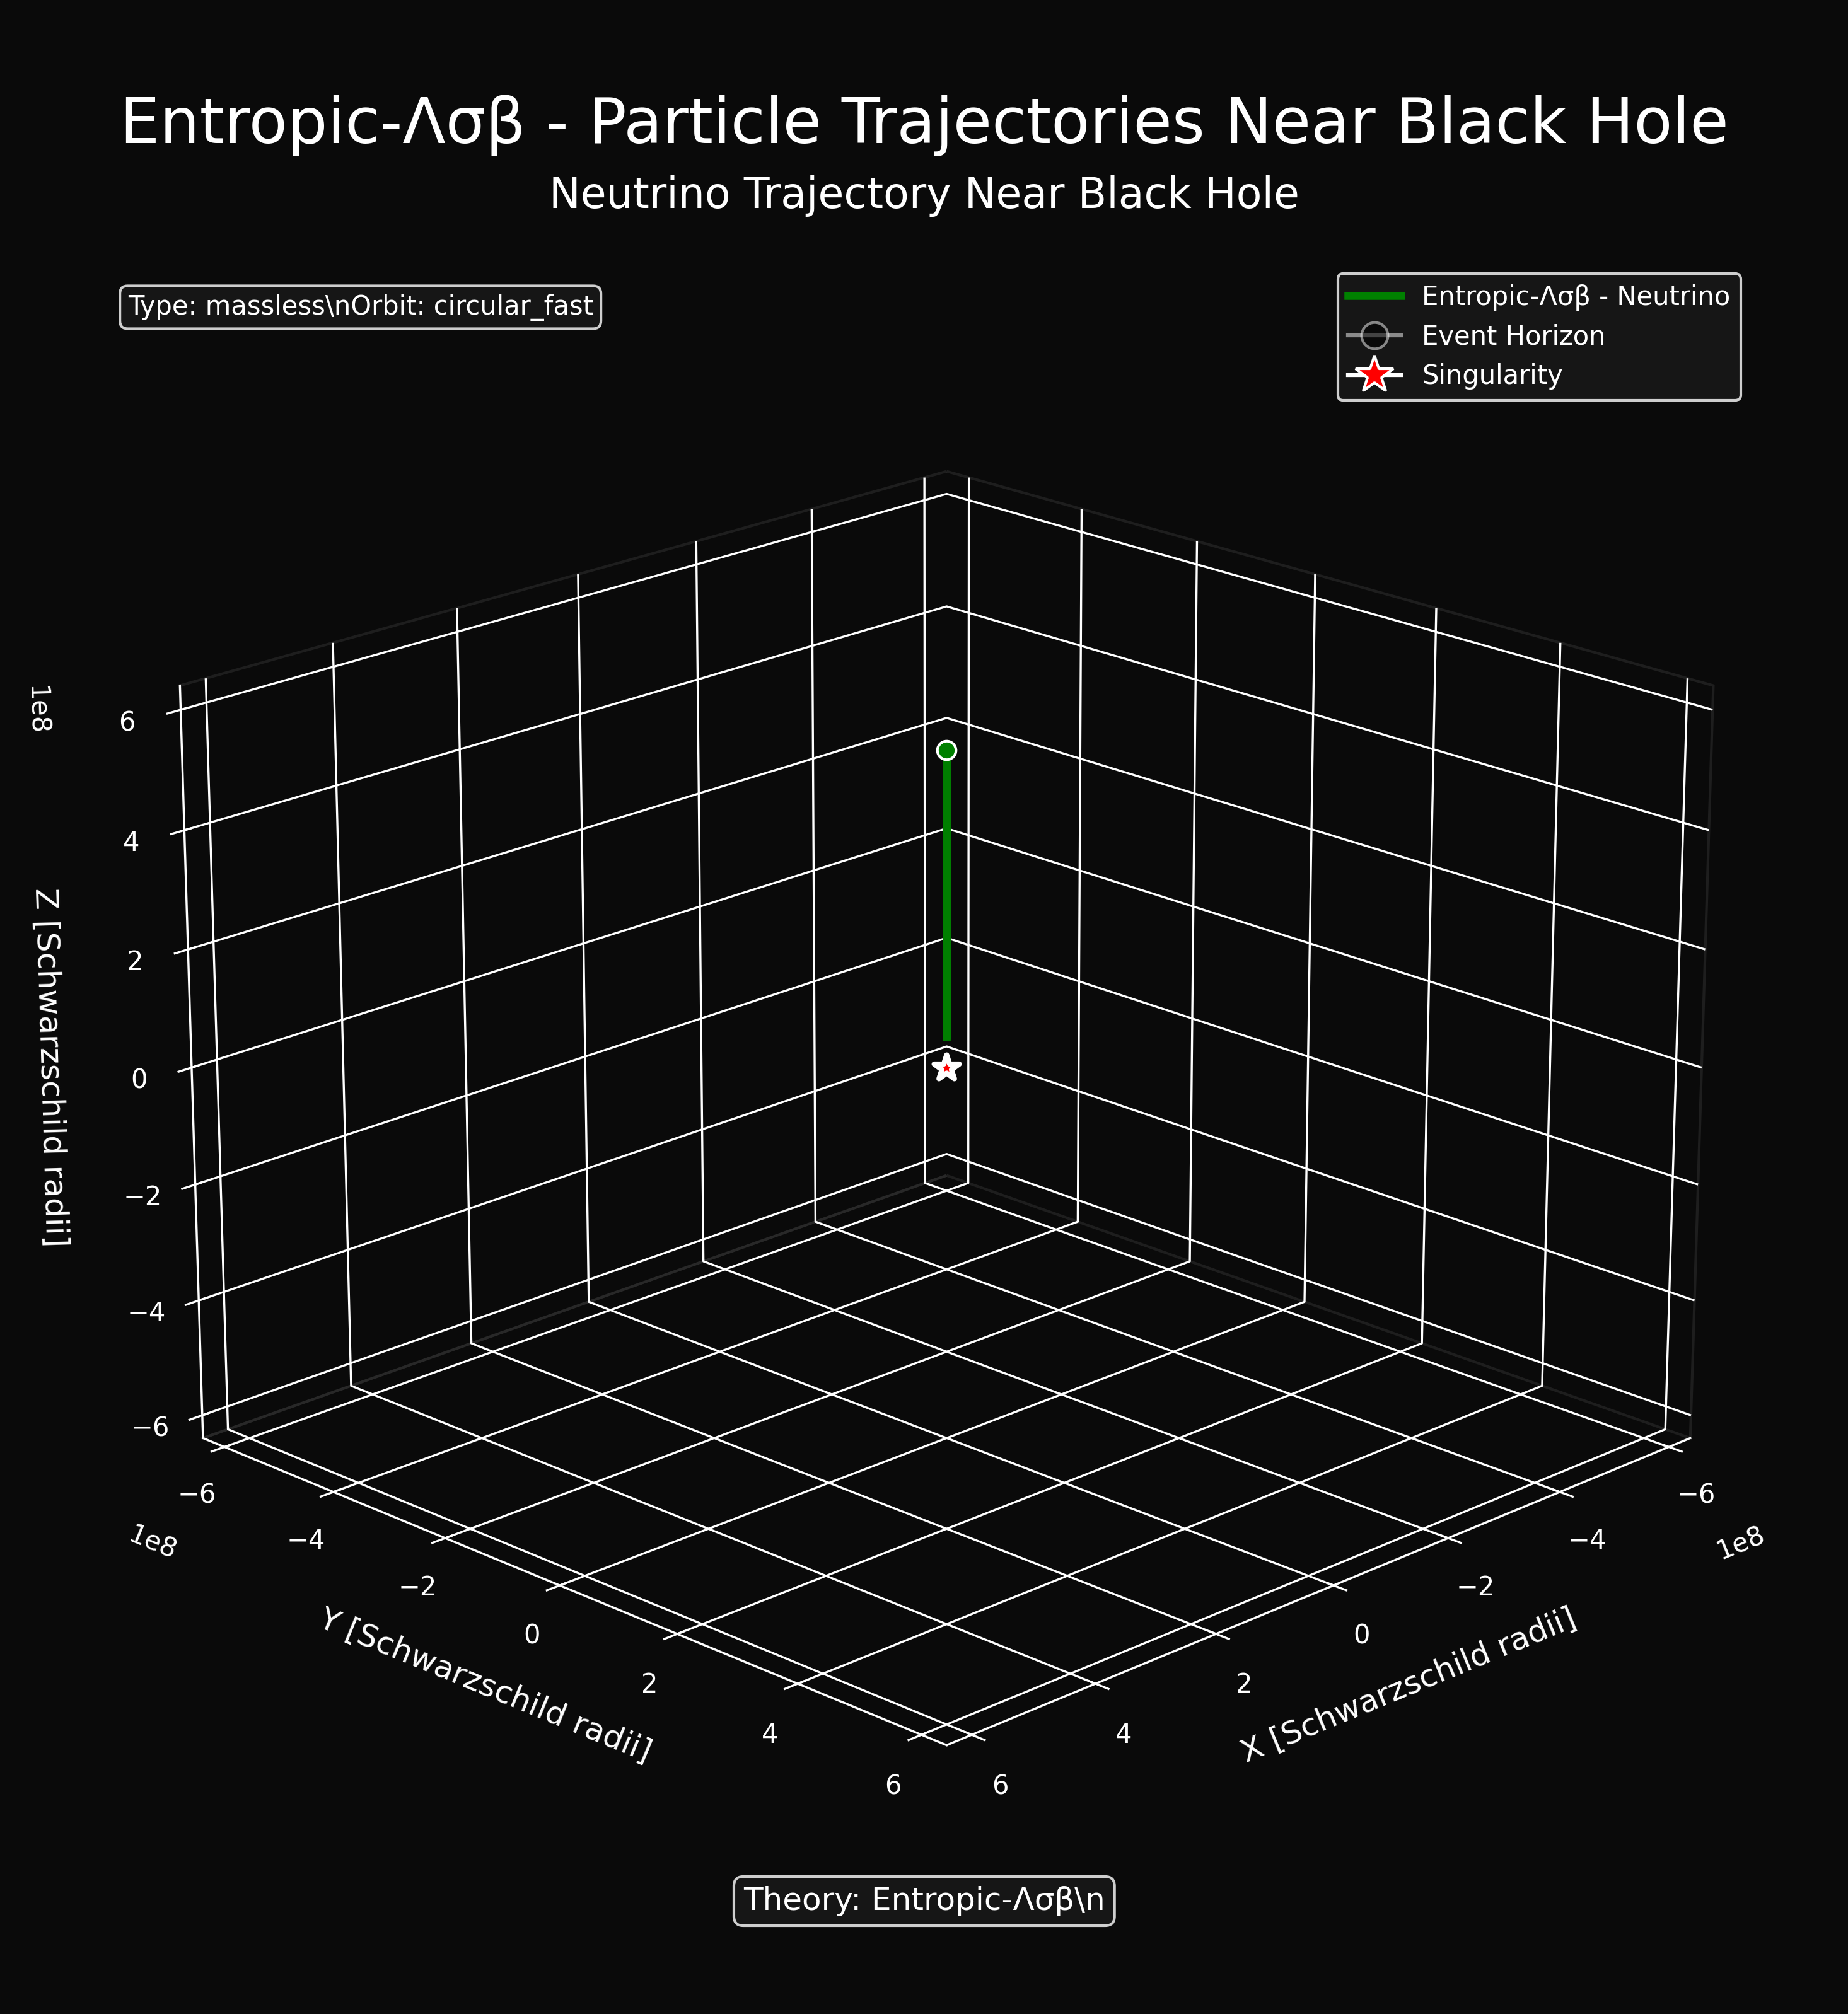 Entropic-Λσβ - Particle Trajectories Near Black Hole
Neutrino Trajectory Near Black Hole
Type: massless\nOrbit: circular_fast
Entropic-Λσβ - Neutrino
Event Horizon
Singularity
1e8
6
4
2
0
−2
−4
−6
Z [Schwarzschild radii]
−6
−4
−2
0
2
4
6
1e8
Y [Schwarzschild radii]
6
4
2
0
−2
−4
−6
1e8
X [Schwarzschild radii]
Theory: Entropic-Λσβ\n